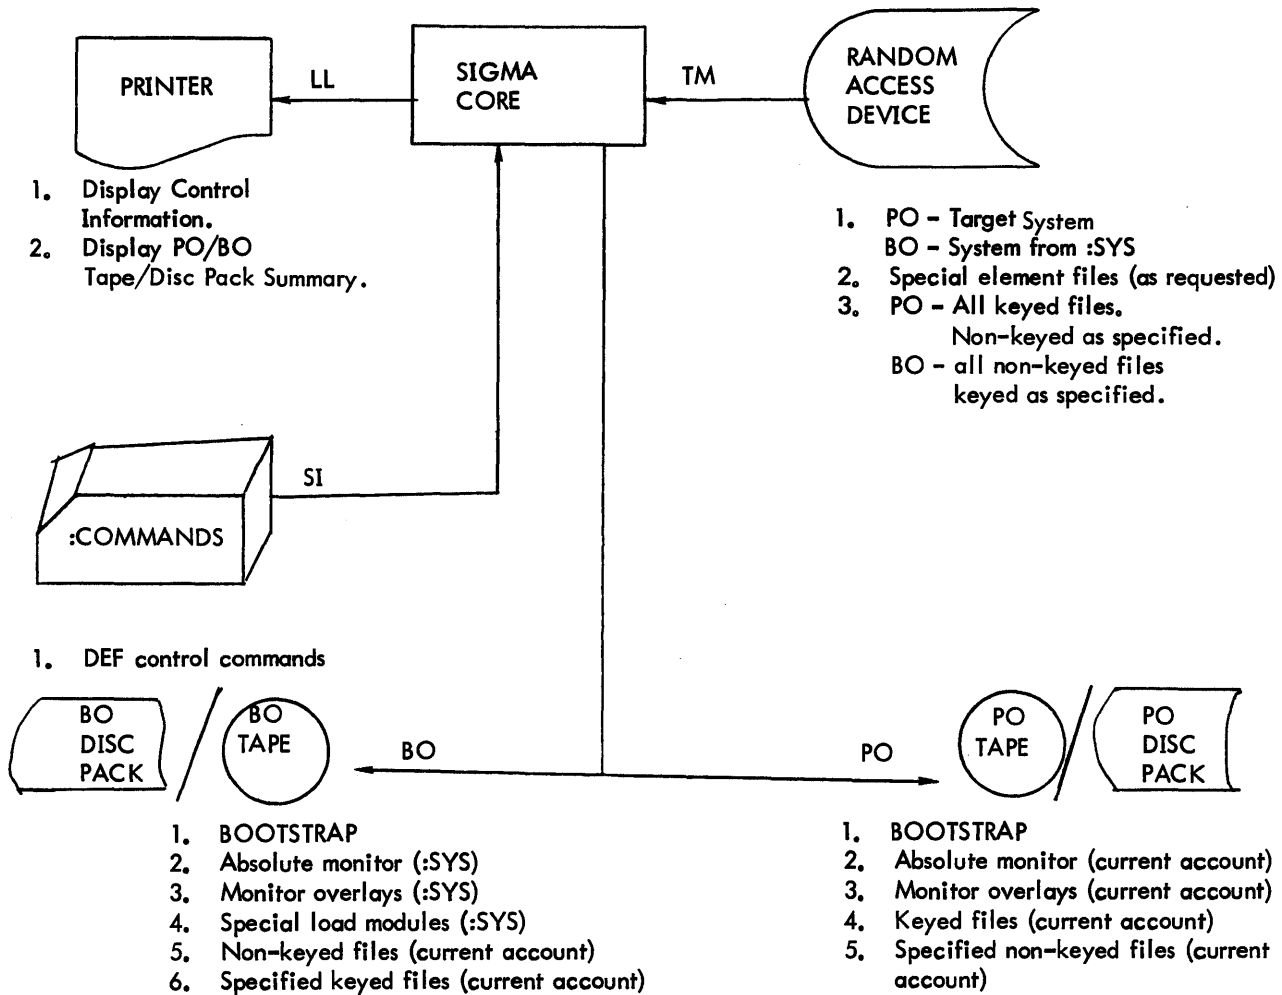 PRINTER
LL
SIGMA
CORE
TM
RANDOM
ACCESS
DEVICE
1. Display Control
Information.
2. Display PO/BO
Tape/Disc Pack Summary.
1. PO - Target System
BO - System from :SYS
2. Special element files (as requested)
3. PO - All keyed files.
Non-keyed as specified.
BO - all non-keyed files
keyed as specified.
SI
:COMMANDS
1. DEF control commands
BO
DISC
PACK
BO
TAPE
BO
PO
PO
TAPE
PO
DISC
PACK
1. BOOTSTRAP
2. Absolute monitor (:SYS)
3. Monitor overlays (:SYS)
4. Special load modules (:SYS)
5. Non-keyed files (current account)
6. Specified keyed files (current account)
1. BOOTSTRAP
2. Absolute monitor (current account)
3. Monitor overlays (current account)
4. Keyed files (current account)
5. Specified non-keyed files (current
account)